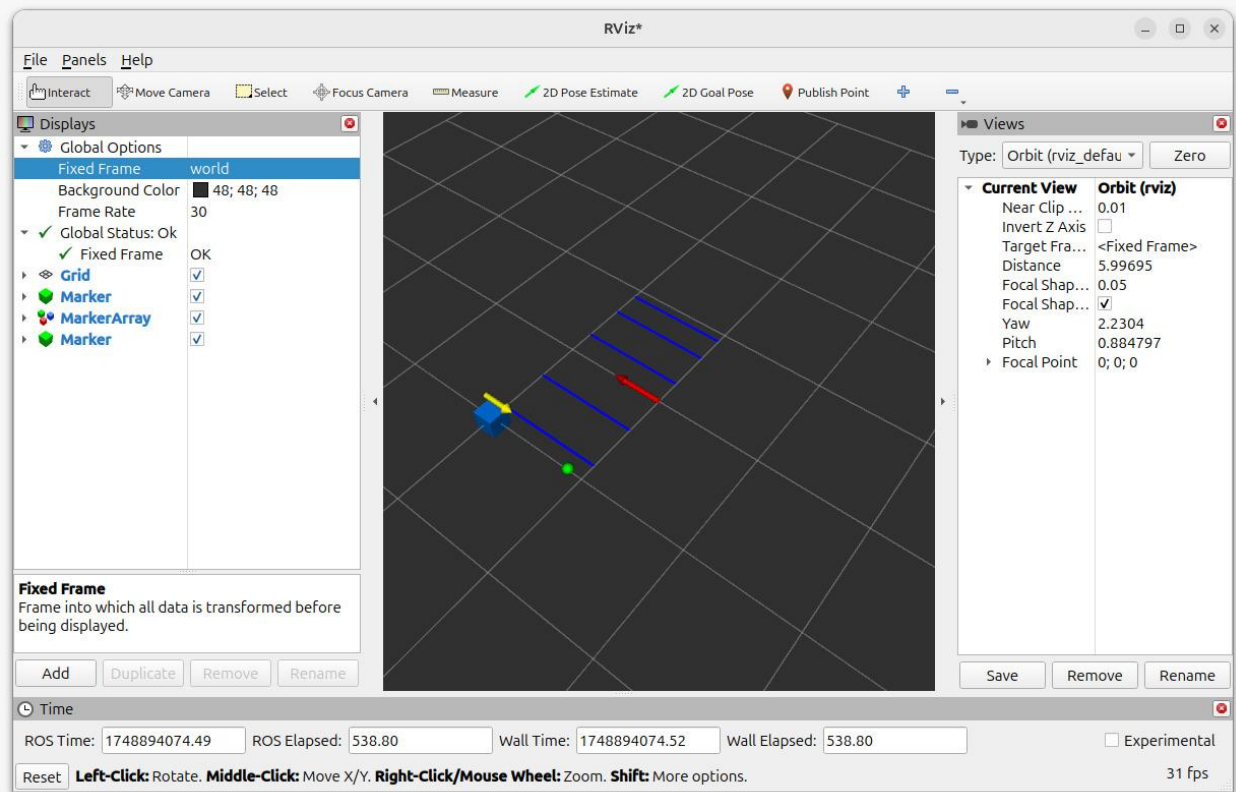 RViz*
File Panels Help
Interact Move Camera Select Focus Camera Measure 2D Pose Estimate 2D Goal Pose Publish Point
Displays
Global Options
Fixed Frame world
Background Color 48; 48; 48
Frame Rate 30
Global Status: Ok
Fixed Frame OK
Grid
Marker
MarkerArray
Marker
Fixed Frame
Frame into which all data is transformed before
being displayed.
Add Duplicate Remove Rename
Views
Type: Orbit (rviz_defau Zero
Current View Orbit (rviz)
Near Clip ... 0.01
Invert Z Axis
Target Fra... <Fixed Frame>
Distance 5.99695
Focal Shap... 0.05
Focal Shap...
Yaw 2.2304
Pitch 0.884797
Focal Point 0; 0; 0
Save Remove Rename
Time
ROS Time: 1748894074.49 ROS Elapsed: 538.80 Wall Time: 1748894074.52 Wall Elapsed: 538.80 Experimental
Reset Left-Click: Rotate. Middle-Click: Move X/Y. Right-Click/Mouse Wheel: Zoom. Shift: More options. 31 fps